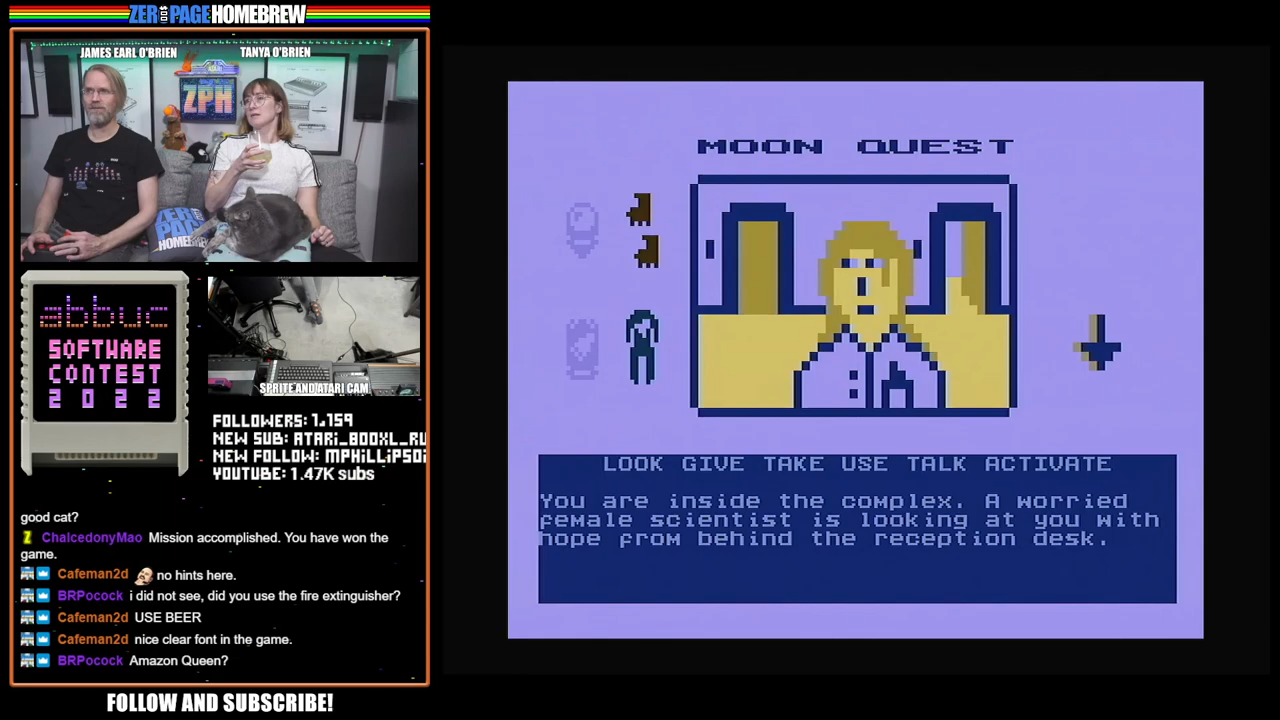 ZEROPAGE HOMEBREW
JAMES EARL O'BRIEN
TANYA O'BRIEN
ZPH
ZERO PAGE
HOMEBREW
abbuc
SOFTWARE
CONTEST
2022
SPRITE AND ATARI CAM
FOLLOWERS: 1,159
NEW SUB: ATARI_800XL_RU
NEW FOLLOW: MPHILLIPSO
YOUTUBE: 1.47K subs
good cat?
ChalcedonyMao Mission accomplished. You have won the
game.
Cafeman2d no hints here.
BRPocock i did not see, did you use the fire extinguisher?
Cafeman2d USE BEER
Cafeman2d nice clear font in the game.
BRPocock Amazon Queen?
FOLLOW AND SUBSCRIBE!
MOON QUEST
LOOK GIVE TAKE USE TALK ACTIVATE
You are inside the complex. A worried
female scientist is looking at you with
hope from behind the reception desk.